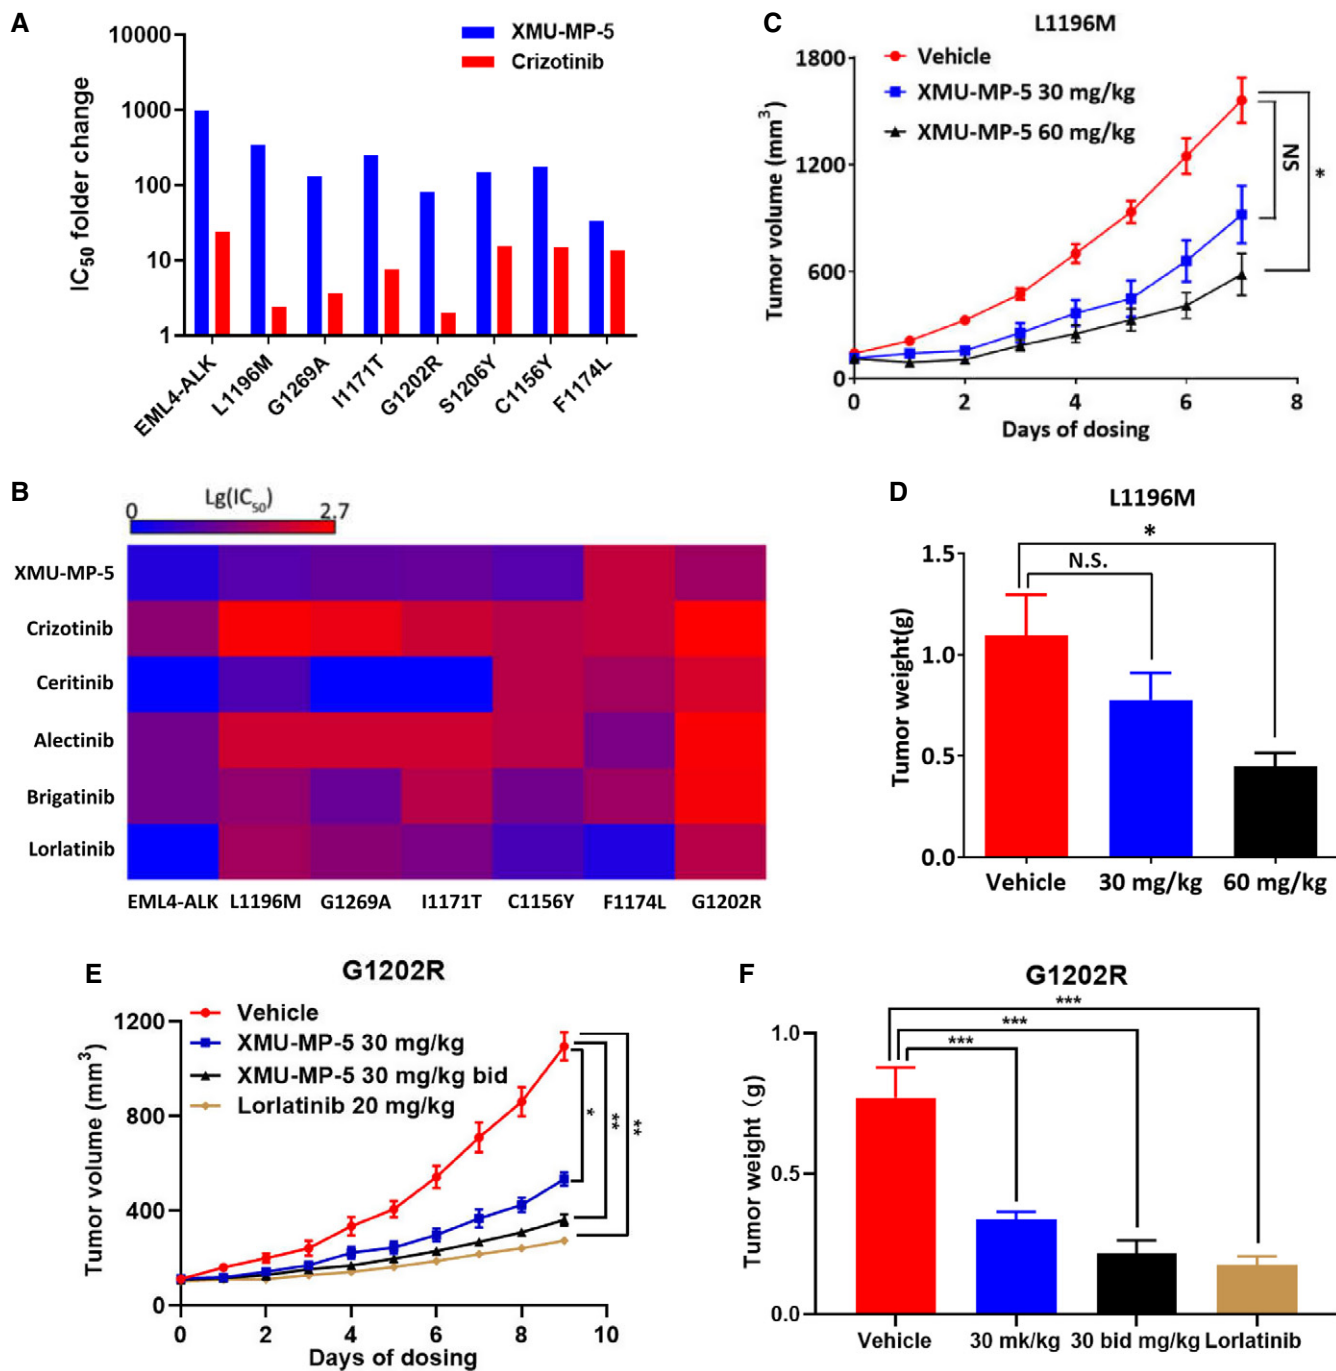 A
XMU-MP-5
Crizotinib
10000
1000
100
10
1
IC50 folder change
EML4-ALK
L1196M
G1269A
I1171T
G1202R
S1206Y
C1156Y
F1174L
C
L1196M
Vehicle
XMU-MP-5 30 mg/kg
XMU-MP-5 60 mg/kg
1800
1200
600
0
Tumor volume (mm3)
0 2 4 6 8
Days of dosing
NS
*
B
Lg(IC50)
0 2.7
XMU-MP-5
Crizotinib
Ceritinib
Alectinib
Brigatinib
Lorlatinib
EML4-ALK L1196M G1269A I1171T C1156Y F1174L G1202R
D
L1196M
*
N.S.
1.5
1.0
0.5
0.0
Tumor weight(g)
Vehicle 30 mg/kg 60 mg/kg
E
G1202R
Vehicle
XMU-MP-5 30 mg/kg
XMU-MP-5 30 mg/kg bid
Lorlatinib 20 mg/kg
1200
800
400
0
Tumor volume (mm3)
0 2 4 6 8 10
Days of dosing
*
**
**
F
G1202R
***
***
***
1.0
0.5
0.0
Tumor weight (g)
Vehicle 30 mk/kg 30 bid mg/kg Lorlatinib